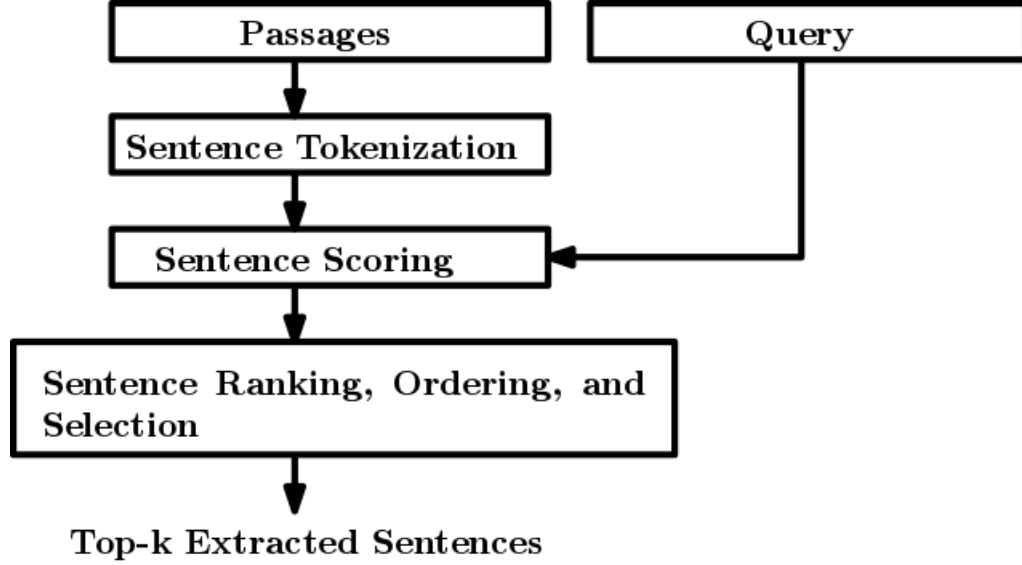 Passages
Query
Sentence Tokenization
Sentence Scoring
Sentence Ranking, Ordering, and
Selection
Top-k Extracted Sentences